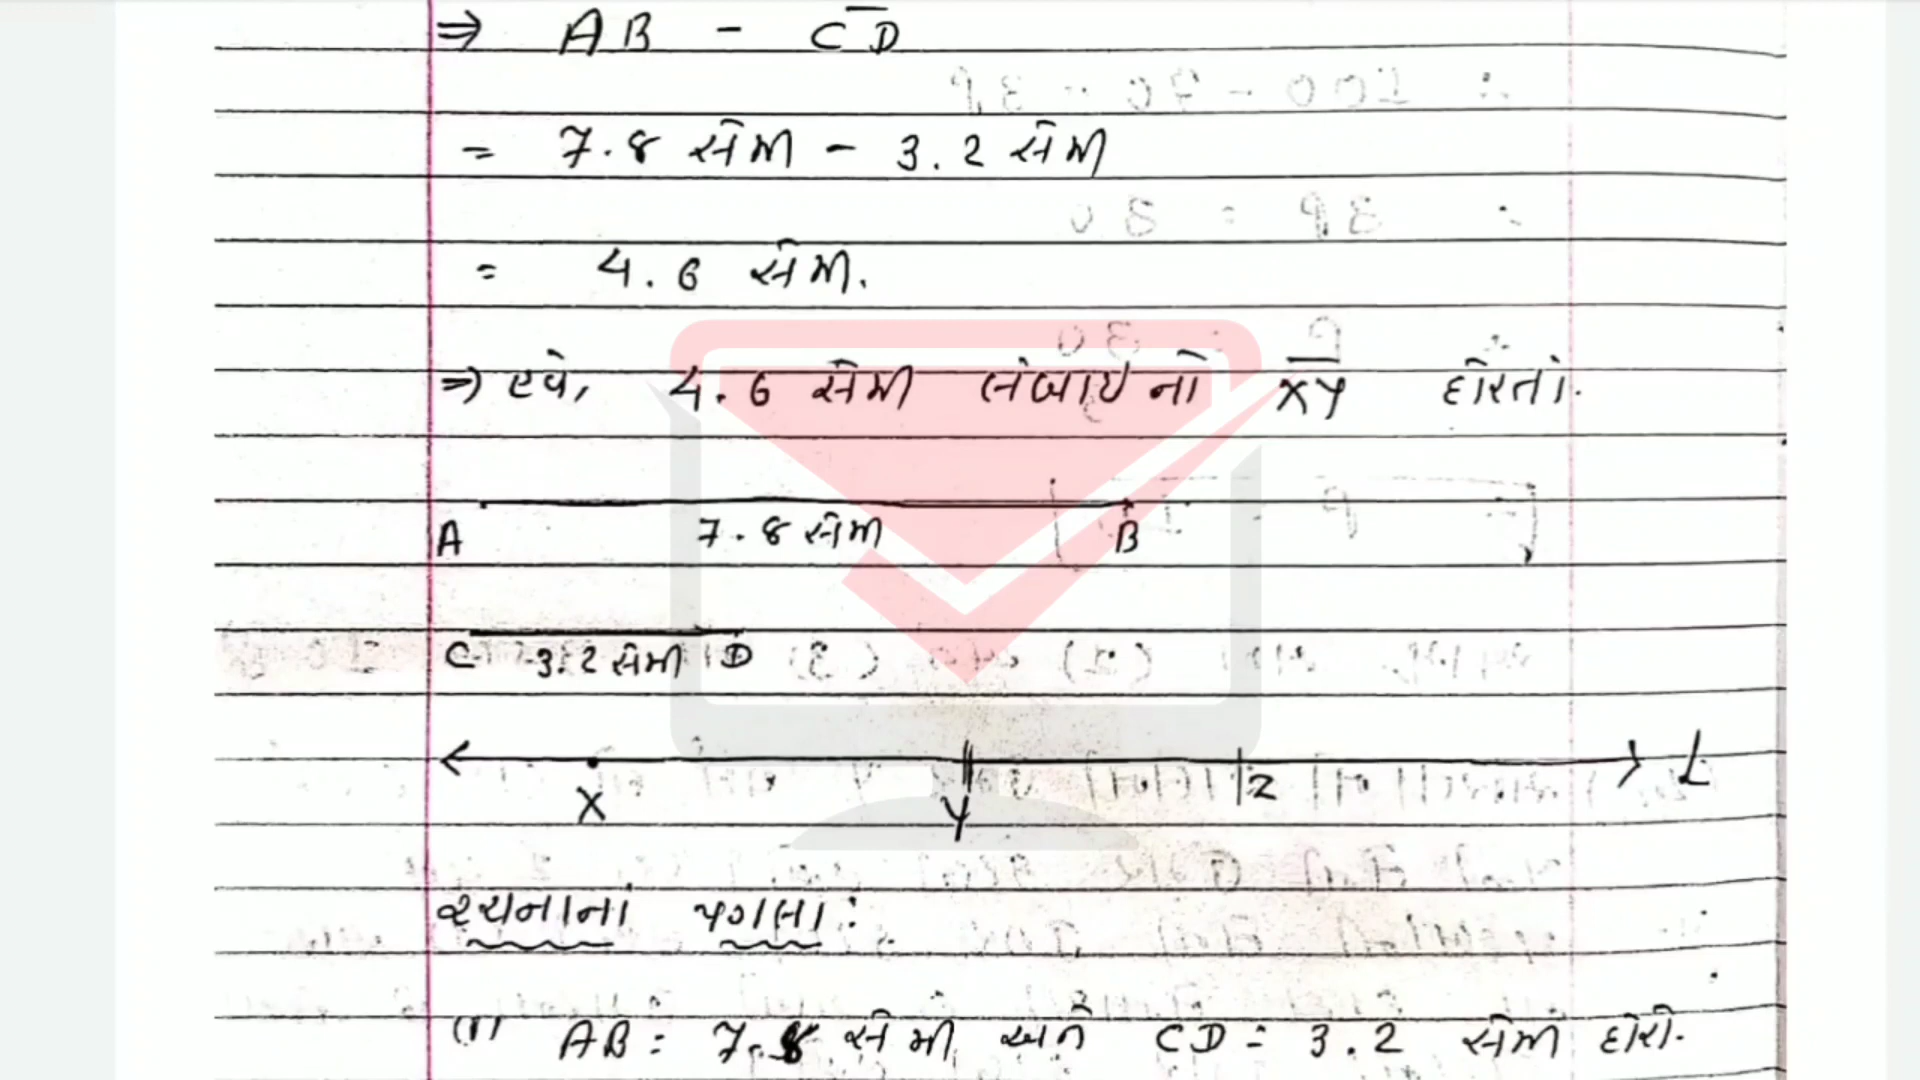 ⇒ AB - CD
= 7.8 સેમી - 3.2 સેમી
= 4.6 સેમી.
⇒ હવે, 4.6 સેમી લંબાઈનો XY દોરતાં.
A 7.8 સેમી B
C 3.2 સેમી D
X Y Z L
રચનાનાં પગલા:
(1) AB = 7.8 સેમી અને CD = 3.2 સેમી દોરો.